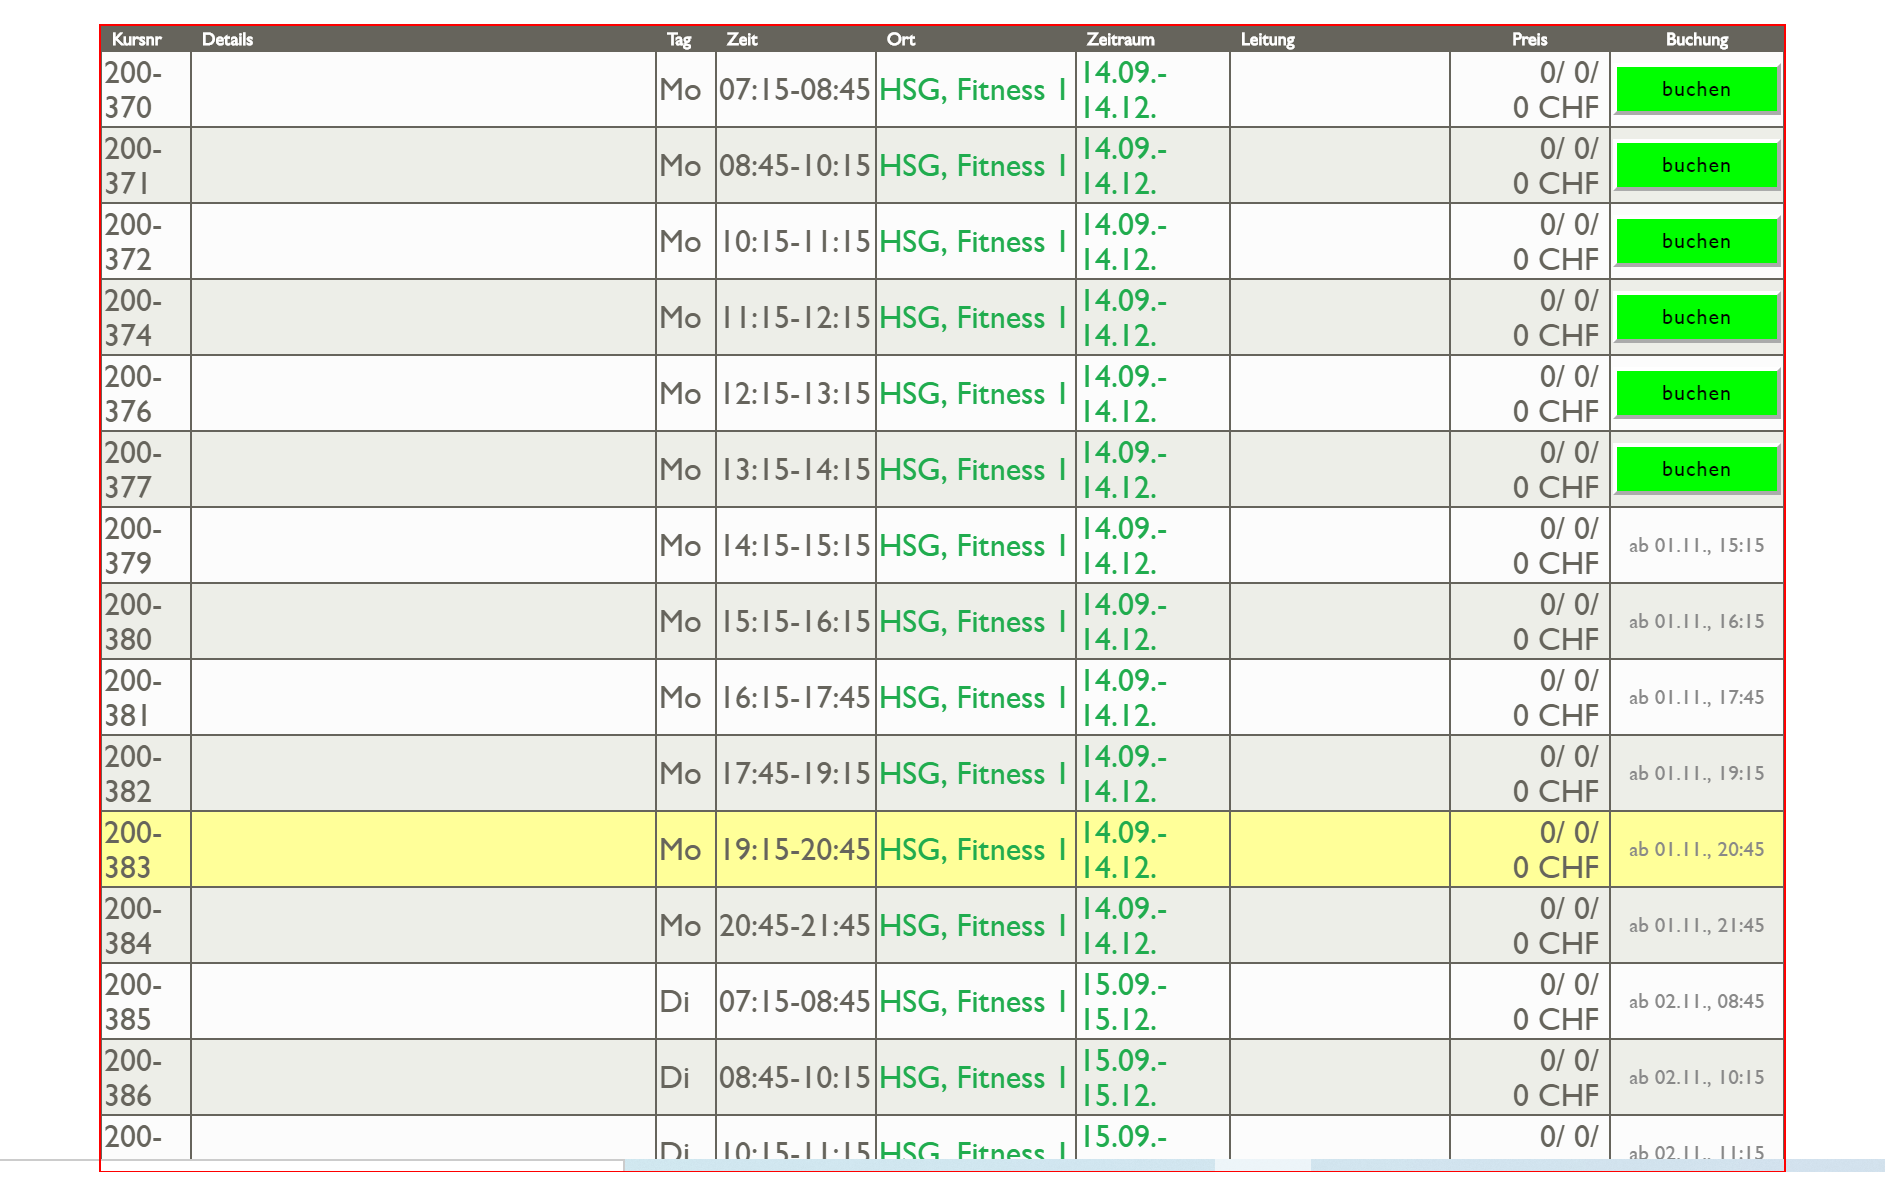 Kursnr Details Tag Zeit Ort Zeitraum Leitung Preis Buchung
200- 14.09.- 0/ 0/
Mo 07:15-08:45 HSG, Fitness 1 buchen
370 14.12. 0 CHF
200- 14.09.- 0/ 0/
Mo 08:45-10:15 HSG, Fitness 1 buchen
371 14.12. 0 CHF
200- 14.09.- 0/ 0/
Mo 10:15-11:15 HSG, Fitness 1 buchen
372 14.12. 0 CHF
200- 14.09.- 0/ 0/
Mo 11:15-12:15 HSG, Fitness 1 buchen
374 14.12. 0 CHF
200- 14.09.- 0/ 0/
Mo 12:15-13:15 HSG, Fitness 1 buchen
376 14.12. 0 CHF
200- 14.09.- 0/ 0/
Mo 13:15-14:15 HSG, Fitness 1 buchen
377 14.12. 0 CHF
200- 14.09.- 0/ 0/
Mo 14:15-15:15 HSG, Fitness 1 ab 01.11., 15:15
379 14.12. 0 CHF
200- 14.09.- 0/ 0/
Mo 15:15-16:15 HSG, Fitness 1 ab 01.11., 16:15
380 14.12. 0 CHF
200- 14.09.- 0/ 0/
Mo 16:15-17:45 HSG, Fitness 1 ab 01.11., 17:45
381 14.12. 0 CHF
200- 14.09.- 0/ 0/
Mo 17:45-19:15 HSG, Fitness 1 ab 01.11., 19:15
382 14.12. 0 CHF
200- 14.09.- 0/ 0/
Mo 19:15-20:45 HSG, Fitness 1 ab 01.11., 20:45
383 14.12. 0 CHF
200- 14.09.- 0/ 0/
Mo 20:45-21:45 HSG, Fitness 1 ab 01.11., 21:45
384 14.12. 0 CHF
200- 15.09.- 0/ 0/
Di 07:15-08:45 HSG, Fitness 1 ab 02.11., 08:45
385 15.12. 0 CHF
200- 15.09.- 0/ 0/
Di 08:45-10:15 HSG, Fitness 1 ab 02.11., 10:15
386 15.12. 0 CHF
200- 15.09.- 0/ 0/
Di 10:15-11:15 HSG, Fitness 1 ab 02.11., 11:15